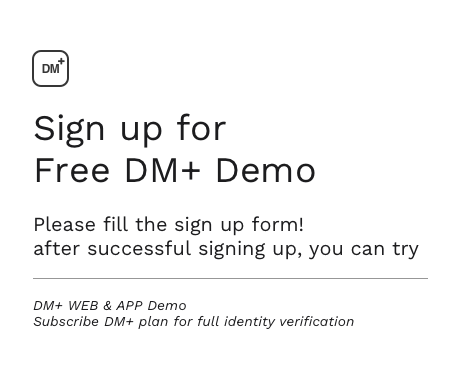 DM+
Sign up for
Free DM+ Demo
Please fill the sign up form!
after successful signing up, you can try
DM+ WEB & APP Demo
Subscribe DM+ plan for full identity verification